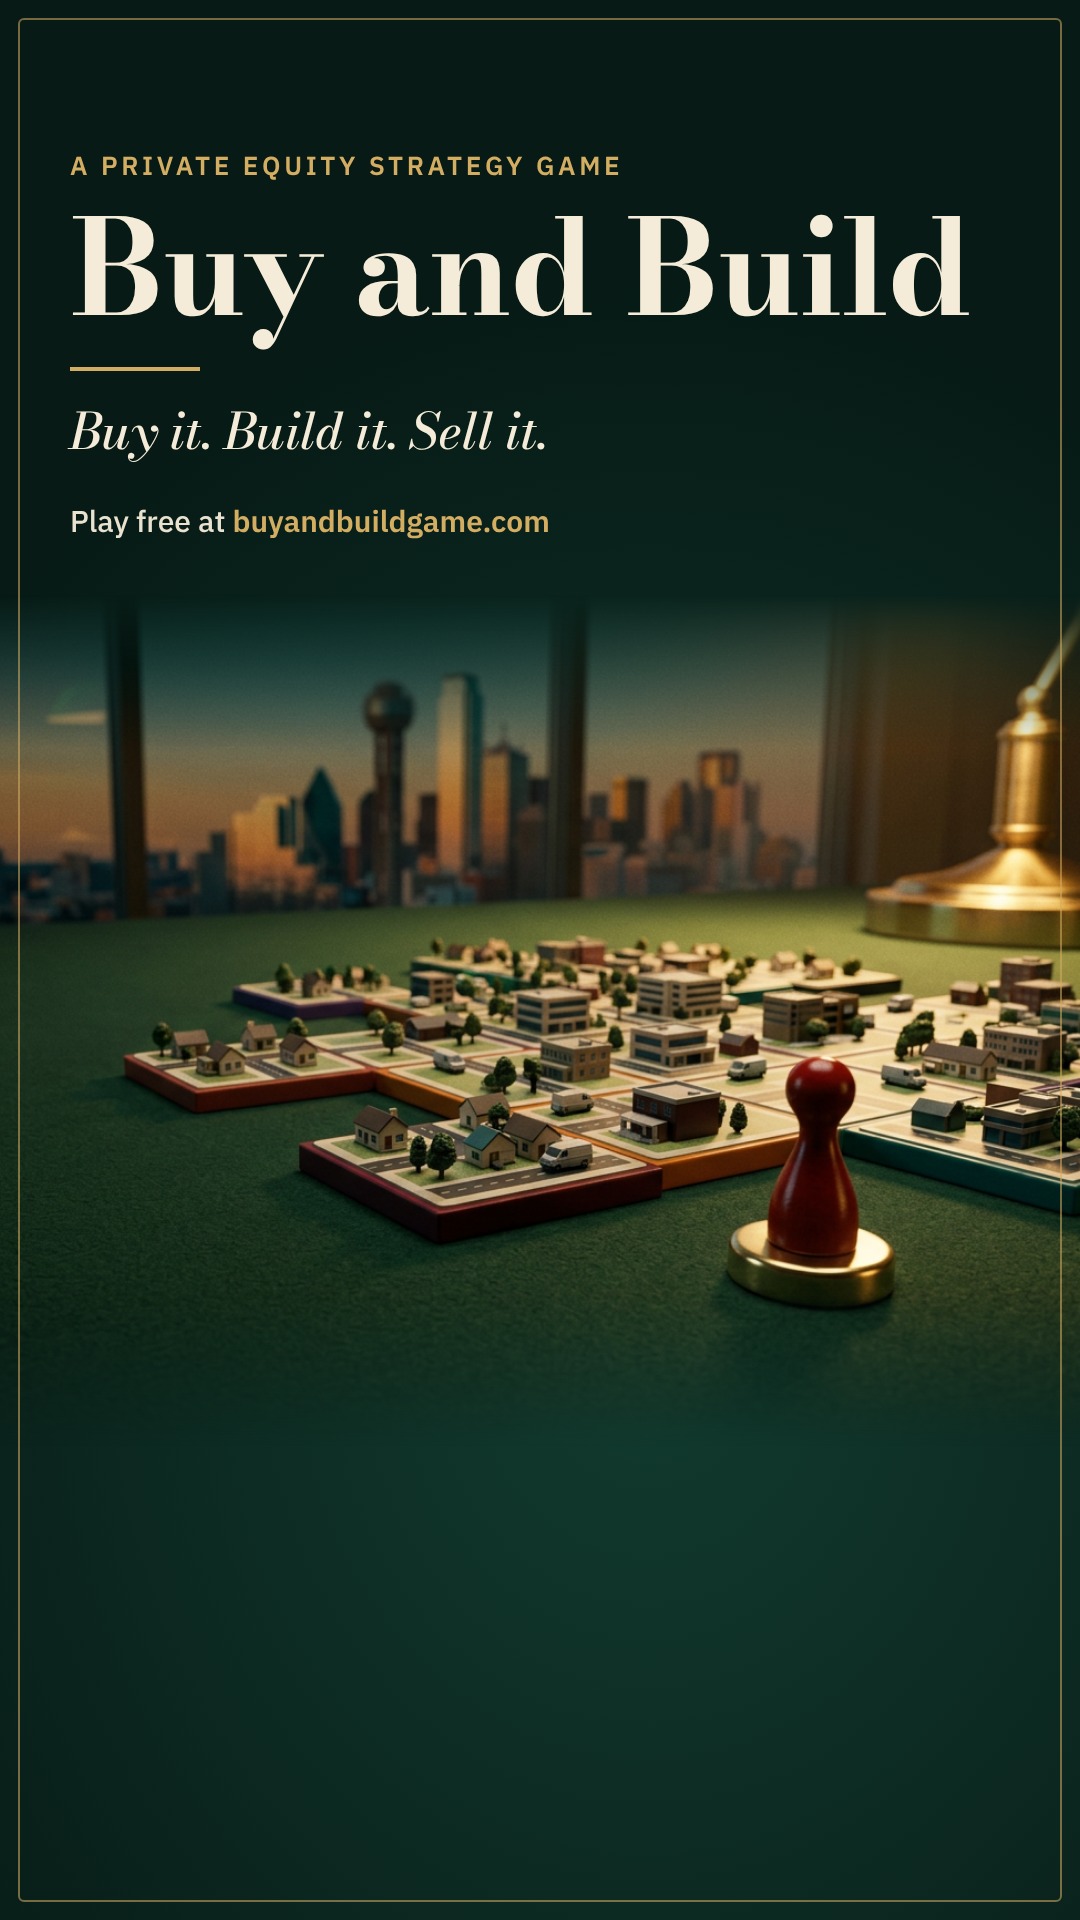 A PRIVATE EQUITY STRATEGY GAME
Buy and Build
Buy it. Build it. Sell it.
Play free at buyandbuildgame.com